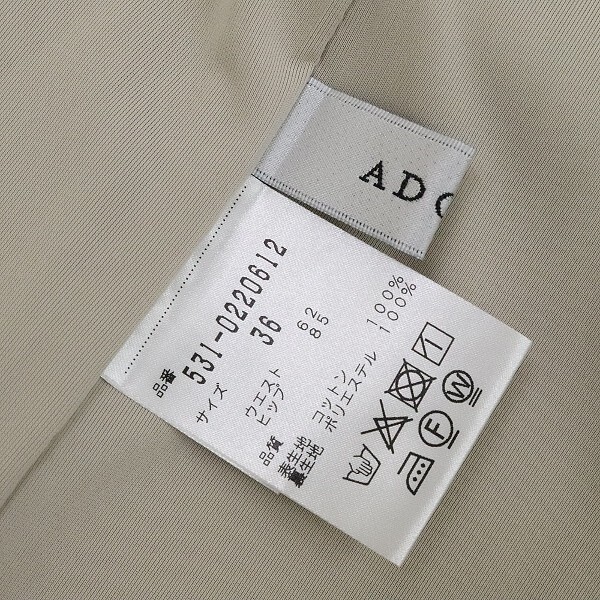 ADO
品番
531-0220612
サイズ 36
ウエスト 62
ヒップ 85
品質
表生地 コットン 100%
裏生地 ポリエステル 100%
F W